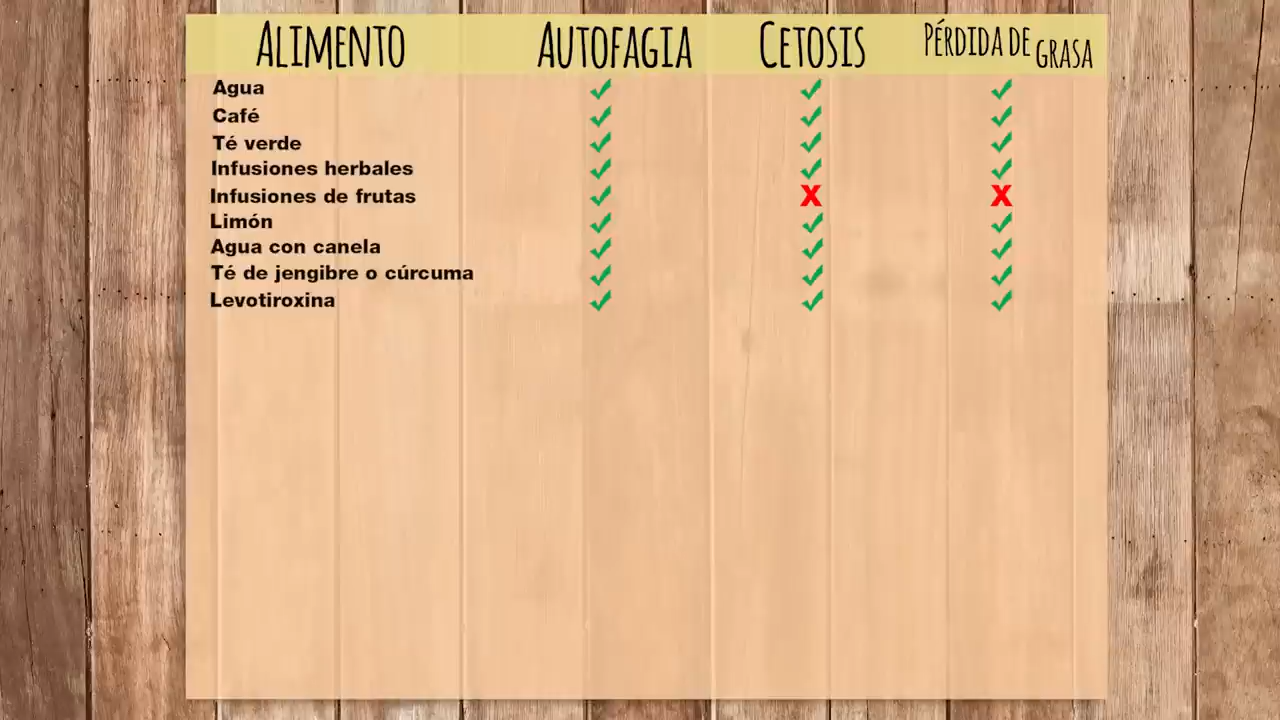 ALIMENTO AUTOFAGIA CETOSIS PÉRDIDA DE GRASA
Agua
Café
Té verde
Infusiones herbales
Infusiones de frutas X X
Limón
Agua con canela
Té de jengibre o cúrcuma
Levotiroxina